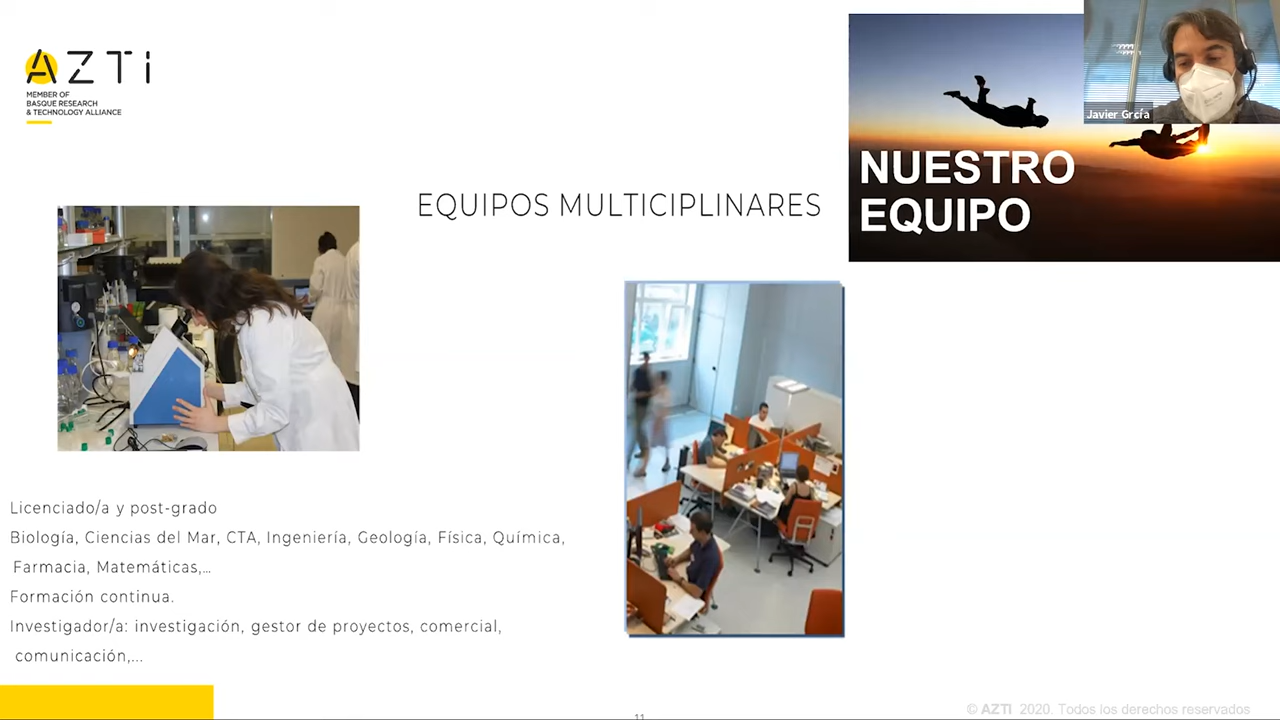 AZTi
MEMBER OF
BASQUE RESEARCH
& TECHNOLOGY ALLIANCE
Javier Grcía
NUESTRO
EQUIPO
EQUIPOS MULTICIPLINARES
Licenciado/a y post-grado
Biología, Ciencias del Mar, CTA, Ingeniería, Geología, Física, Química,
Farmacia, Matemáticas,...
Formación continua.
Investigador/a: investigación, gestor de proyectos, comercial,
comunicación,...
11
© AZTI 2020. Todos los derechos reservados